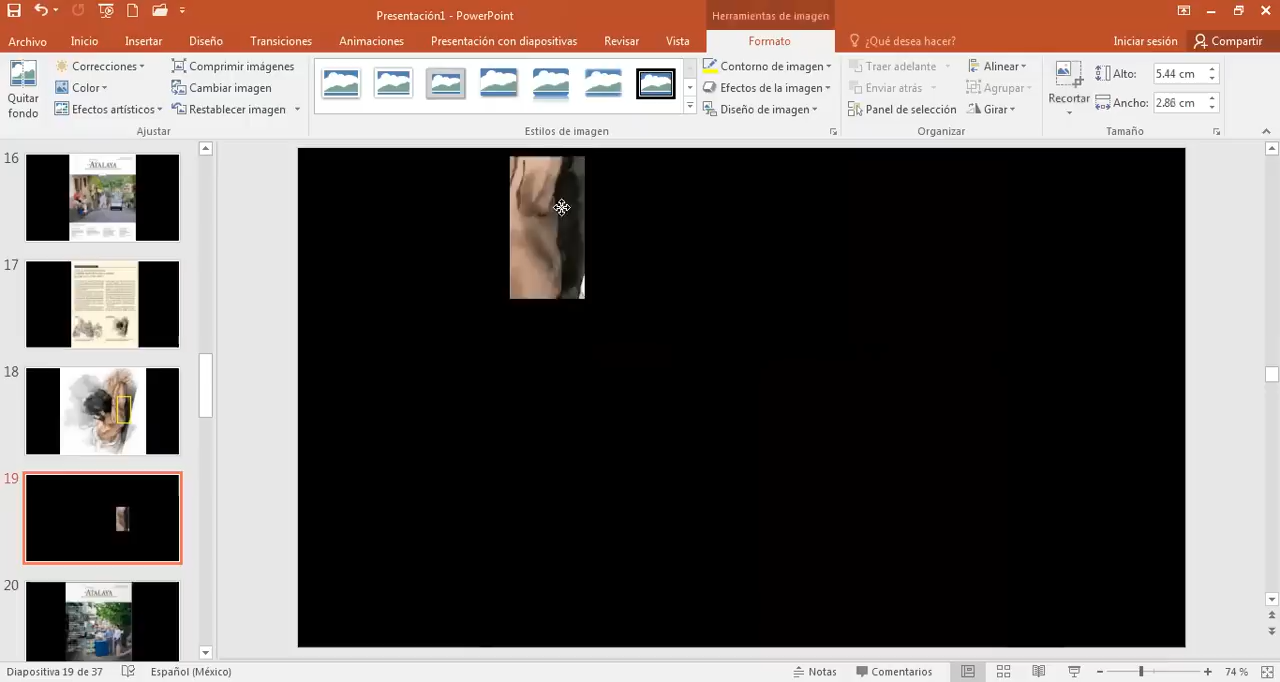 Presentación1 - PowerPoint
Herramientas de imagen
Archivo Inicio Insertar Diseño Transiciones Animaciones Presentación con diapositivas Revisar Vista Formato ¿Qué desea hacer? Iniciar sesión Compartir
Quitar fondo
Correcciones
Color
Efectos artísticos
Comprimir imágenes
Cambiar imagen
Restablecer imagen
Ajustar
Estilos de imagen
Contorno de imagen
Efectos de la imagen
Diseño de imagen
Traer adelante
Enviar atrás
Panel de selección
Alinear
Agrupar
Girar
Organizar
Recortar
Alto: 5.44 cm
Ancho: 2.86 cm
Tamaño
16
ATALAYA
17
18
19
20
ATALAYA
Diapositiva 19 de 37 Español (México) Notas Comentarios 74 %